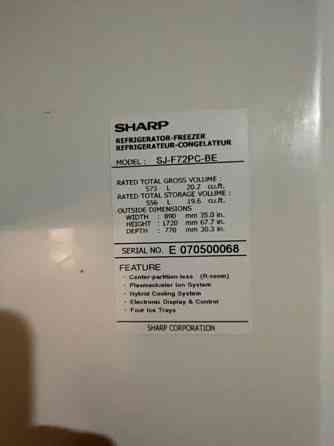 SHARP
REFRIGERATOR-FREEZER
REFRIGERATEUR-CONGELATEUR
MODEL : SJ-F72PC-BE
RATED TOTAL GROSS VOLUME :
573 L 20.2 cu.ft.
RATED TOTAL STORAGE VOLUME :
556 L 19.6 cu.ft.
OUTSIDE DIMENSIONS
WIDTH : 890 mm 35.0 in.
HEIGHT : 1720 mm 67.7 in.
DEPTH : 770 mm 30.3 in.
SERIAL NO. E 070500068
FEATURE
· Center-partition-less (R-room)
· Plasmacluster Ion System
· Hybrid Cooling System
· Electronic Display & Control
· Four Ice Trays
SHARP CORPORATION